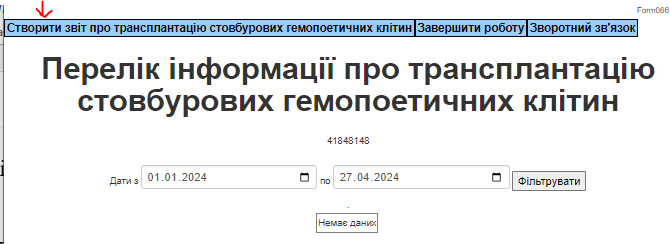 Form066
Створити звіт про трансплантацію стовбурових гемопоетичних клітин Завершити роботу Зворотний зв'язок
Перелік інформації про трансплантацію
стовбурових гемопоетичних клітин
41848148
Дати з 01.01.2024 по 27.04.2024 Фільтрувати
.
Немає даних